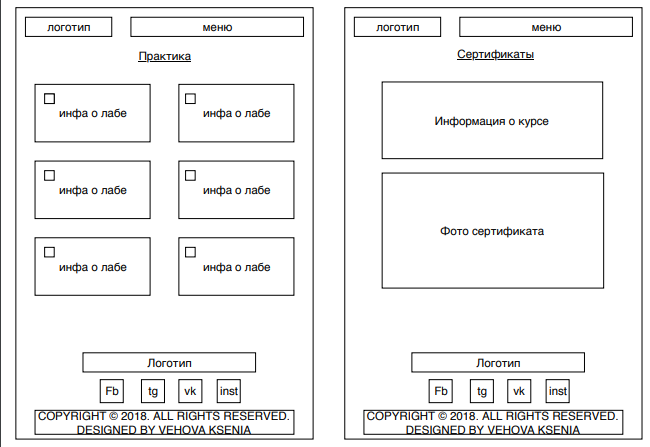 логотип
меню
Практика
инфа о лабе
инфа о лабе
инфа о лабе
инфа о лабе
инфа о лабе
инфа о лабе
Логотип
Fb
tg
vk
inst
COPYRIGHT © 2018. ALL RIGHTS RESERVED.
DESIGNED BY VEHOVA KSENIA
логотип
меню
Сертификаты
Информация о курсе
Фото сертификата
Логотип
Fb
tg
vk
inst
COPYRIGHT © 2018. ALL RIGHTS RESERVED.
DESIGNED BY VEHOVA KSENIA